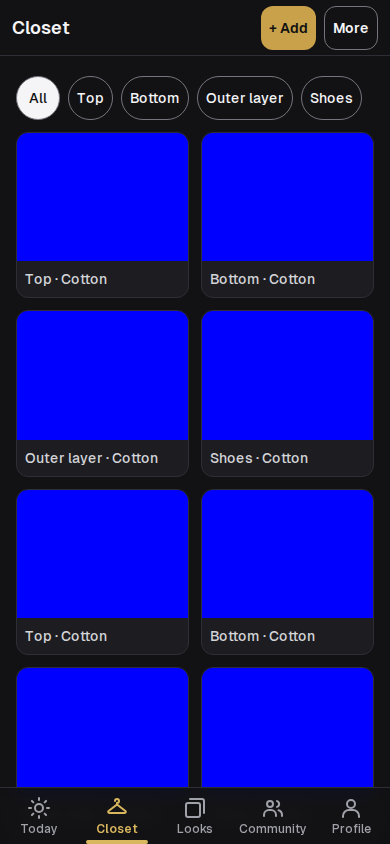 Closet
+ Add
More
All
Top
Bottom
Outer layer
Shoes
Top · Cotton
Bottom · Cotton
Outer layer · Cotton
Shoes · Cotton
Top · Cotton
Bottom · Cotton
Today
Closet
Looks
Community
Profile